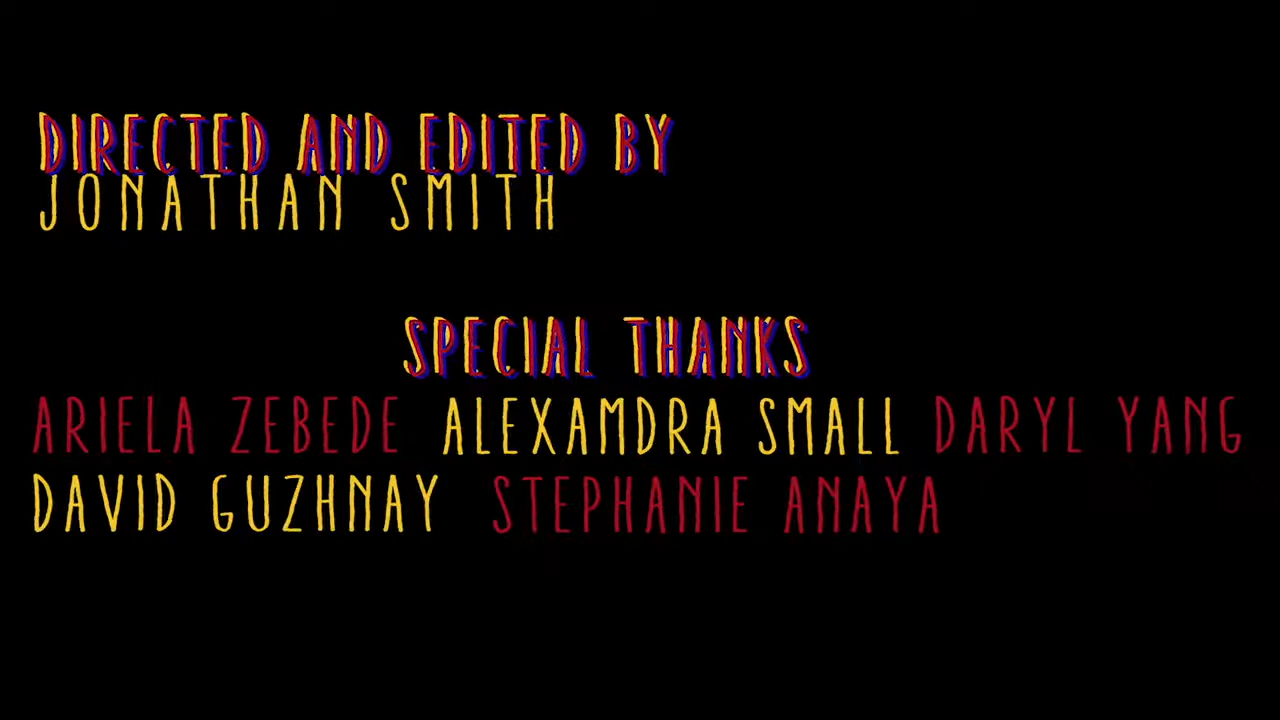 DIRECTED AND EDITED BY
JONATHAN SMITH
SPECIAL THANKS
ARIELA ZEBEDE ALEXAMDRA SMALL DARYL YANG
DAVID GUZHNAY STEPHANIE ANAYA